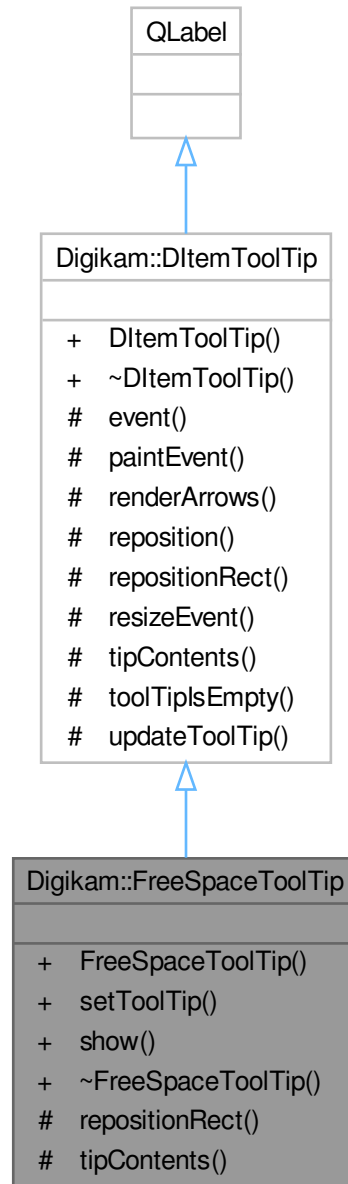 QLabel
Digikam::DItemToolTip
+ DItemToolTip()
+ ~DItemToolTip()
# event()
# paintEvent()
# renderArrows()
# reposition()
# repositionRect()
# resizeEvent()
# tipContents()
# toolTipIsEmpty()
# updateToolTip()
Digikam::FreeSpaceToolTip
+ FreeSpaceToolTip()
+ setToolTip()
+ show()
+ ~FreeSpaceToolTip()
# repositionRect()
# tipContents()